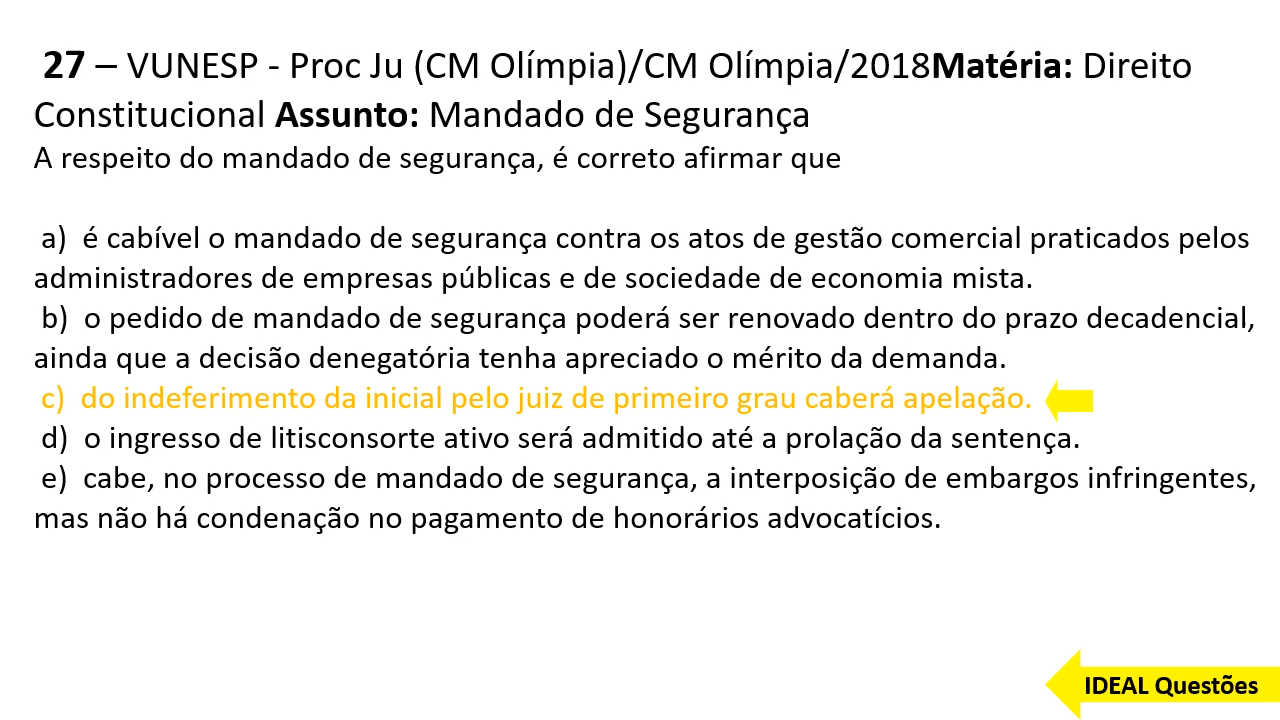 27 – VUNESP - Proc Ju (CM Olímpia)/CM Olímpia/2018Matéria: Direito
Constitucional Assunto: Mandado de Segurança
A respeito do mandado de segurança, é correto afirmar que
a) é cabível o mandado de segurança contra os atos de gestão comercial praticados pelos
administradores de empresas públicas e de sociedade de economia mista.
b) o pedido de mandado de segurança poderá ser renovado dentro do prazo decadencial,
ainda que a decisão denegatória tenha apreciado o mérito da demanda.
c) do indeferimento da inicial pelo juiz de primeiro grau caberá apelação.
d) o ingresso de litisconsorte ativo será admitido até a prolação da sentença.
e) cabe, no processo de mandado de segurança, a interposição de embargos infringentes,
mas não há condenação no pagamento de honorários advocatícios.
IDEAL Questões